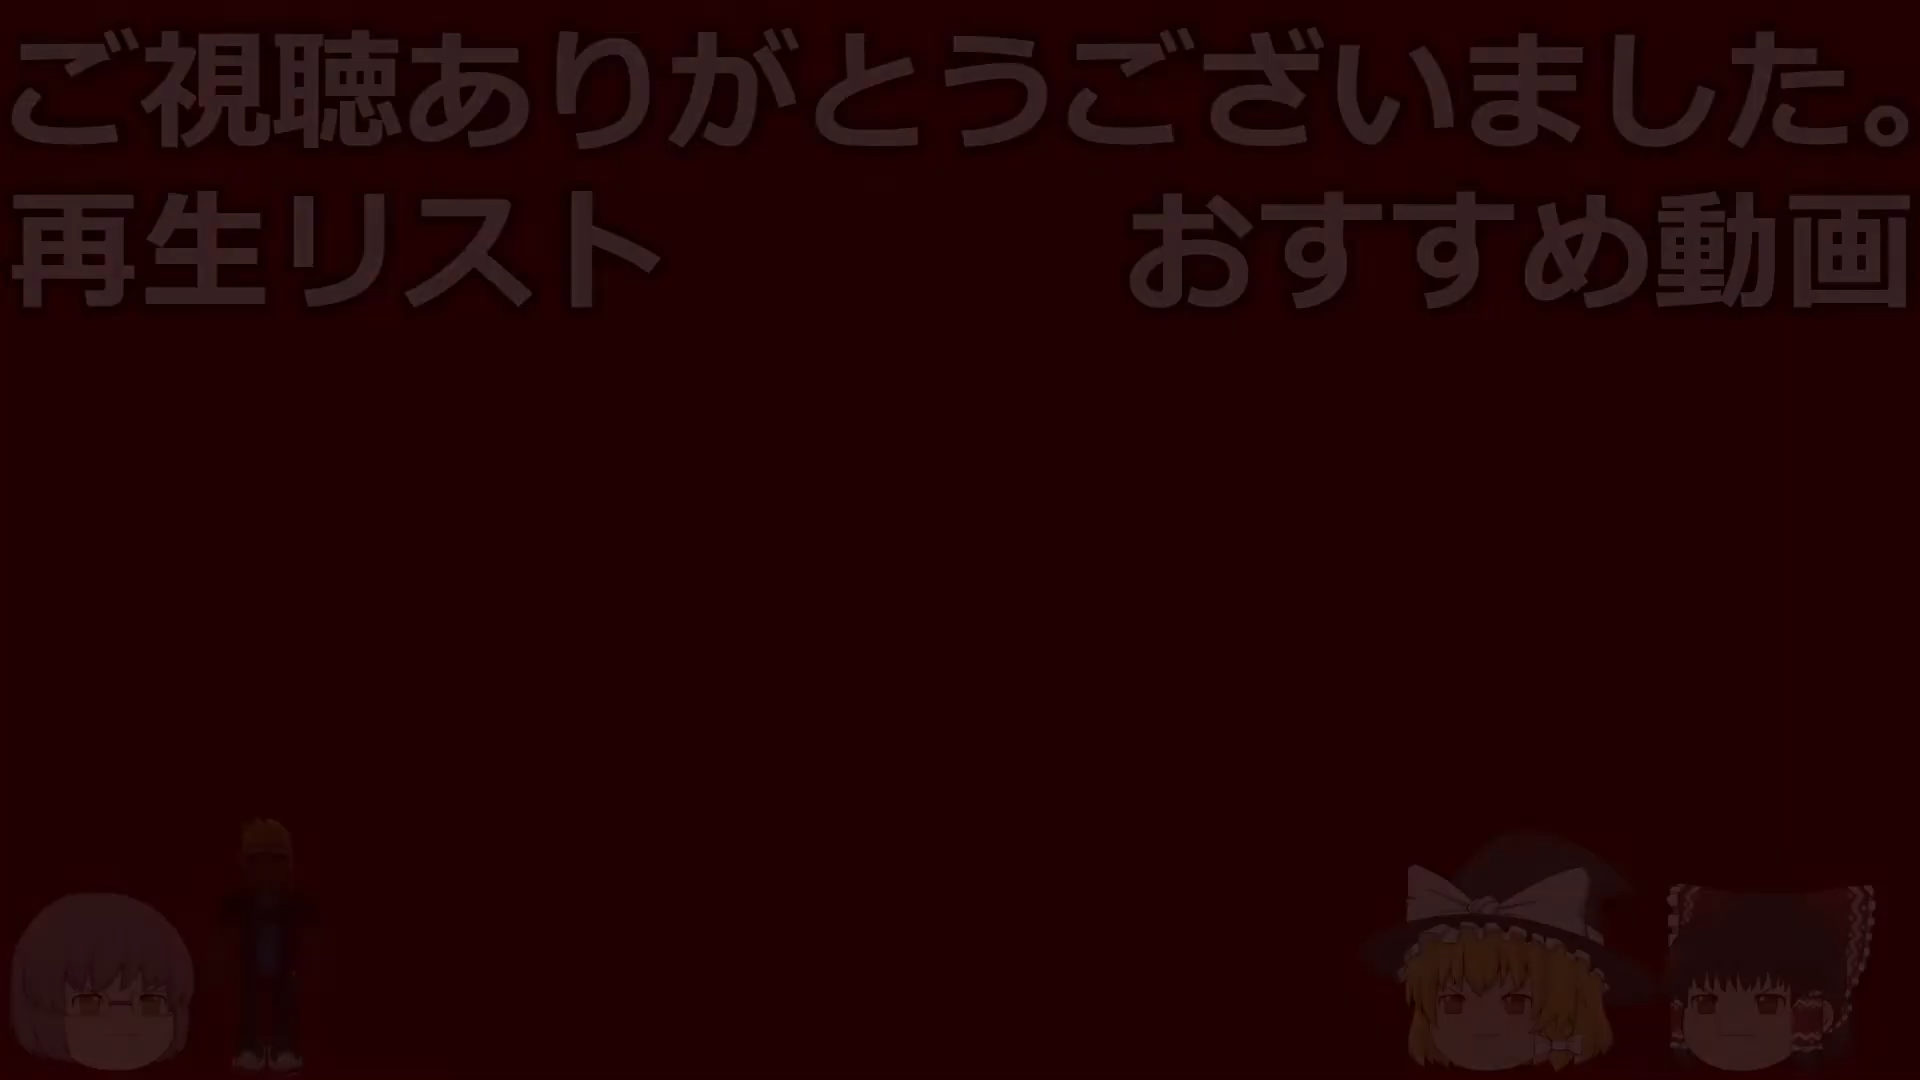 ご視聴ありがとうございました。
再生リスト
おすすめ動画